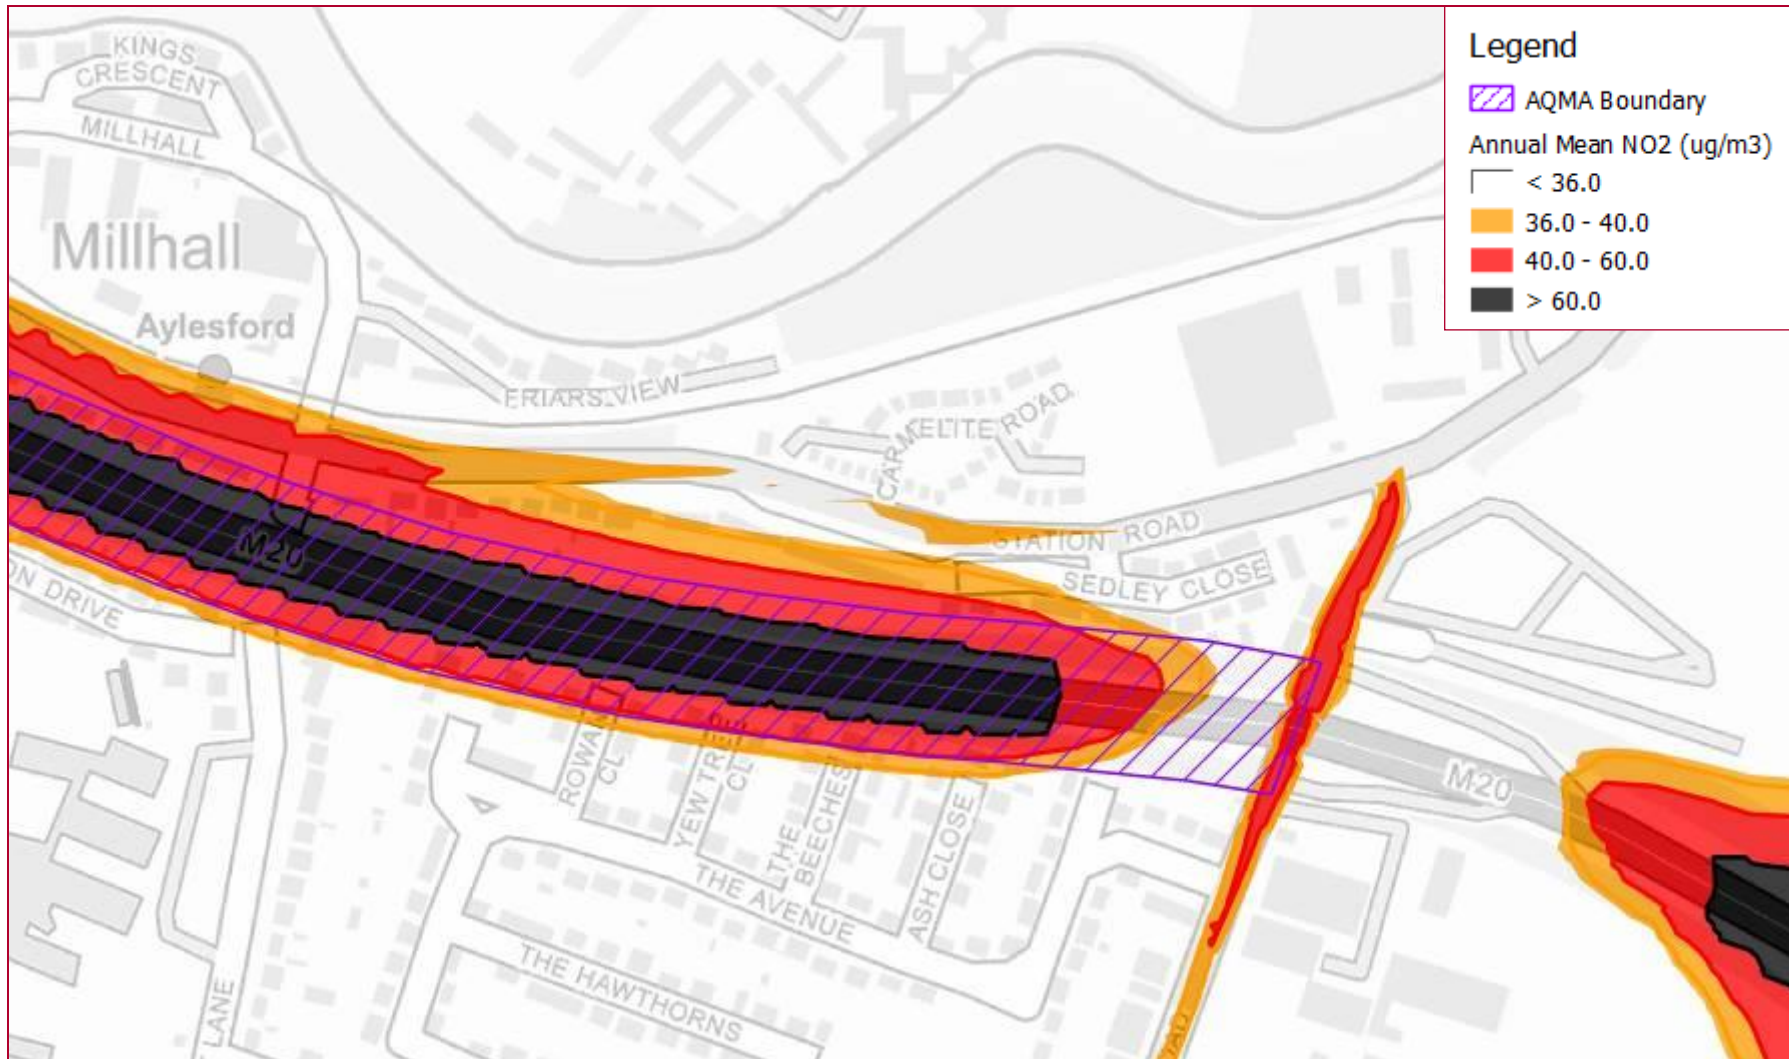 Legend
AQMA Boundary
Annual Mean NO2 (ug/m3)
< 36.0
36.0 - 40.0
40.0 - 60.0
> 60.0
KINGS
CRESCENT
MILLHALL
Millhall
Aylesford
FRIARS VIEW
CARMELITE ROAD
STATION ROAD
SEDLEY CLOSE
M20
M20
DRIVE
ROWAN
CL
YEW TREE
CL
THE
BEECHES
ASH CLOSE
THE AVENUE
THE HAWTHORNS
LANE